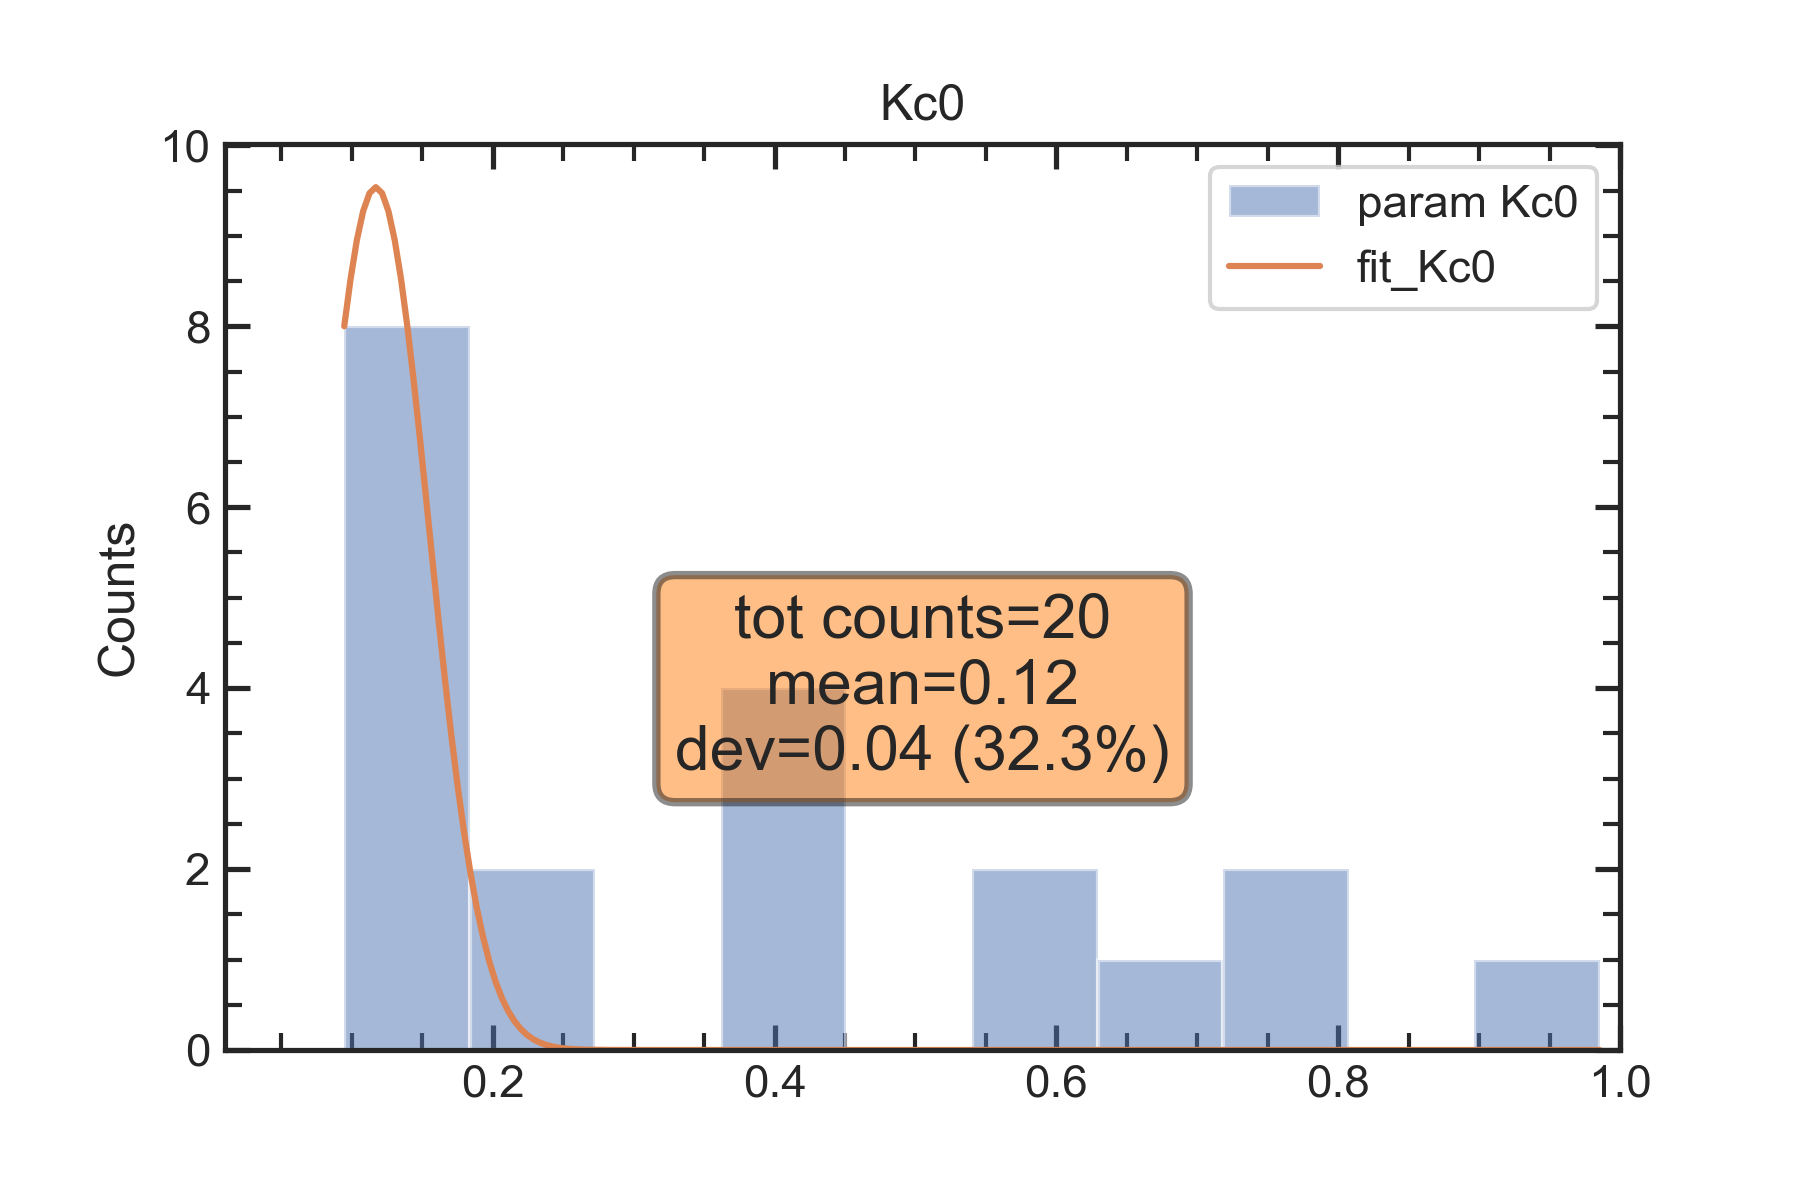 Kc0
10
8
6
4
2
0
Counts
param Kc0
fit_Kc0
tot counts=20
mean=0.12
dev=0.04 (32.3%)
0.2 0.4 0.6 0.8 1.0